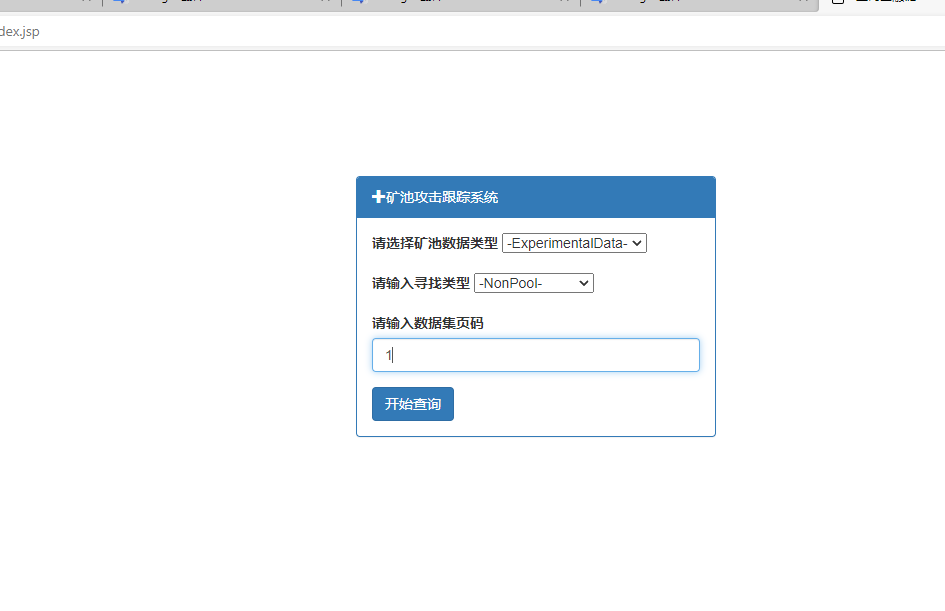 dex.jsp
矿池攻击跟踪系统
请选择矿池数据类型 -ExperimentalData-
请输入寻找类型 -NonPool-
请输入数据集页码
1
开始查询